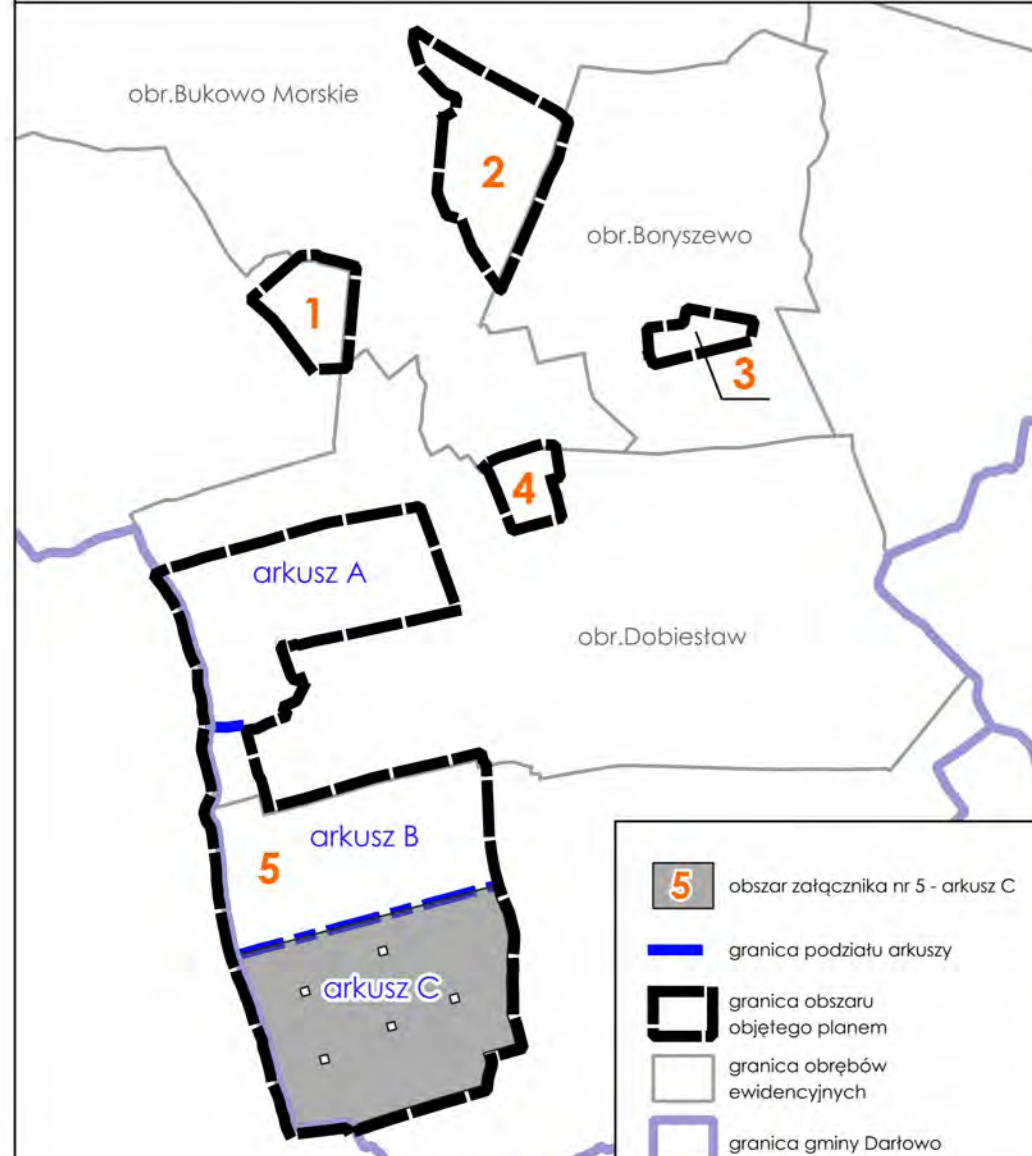 obr.Bukowo Morskie
2
obr.Boryszewo
1
3
4
arkusz A
obr.Dobiesław
arkusz B
5
arkusz C
5 obszar załącznika nr 5 - arkusz C
granica podziału arkuszy
granica obszaru
objętego planem
granica obrębów
ewidencyjnych
granica gminy Darłowo